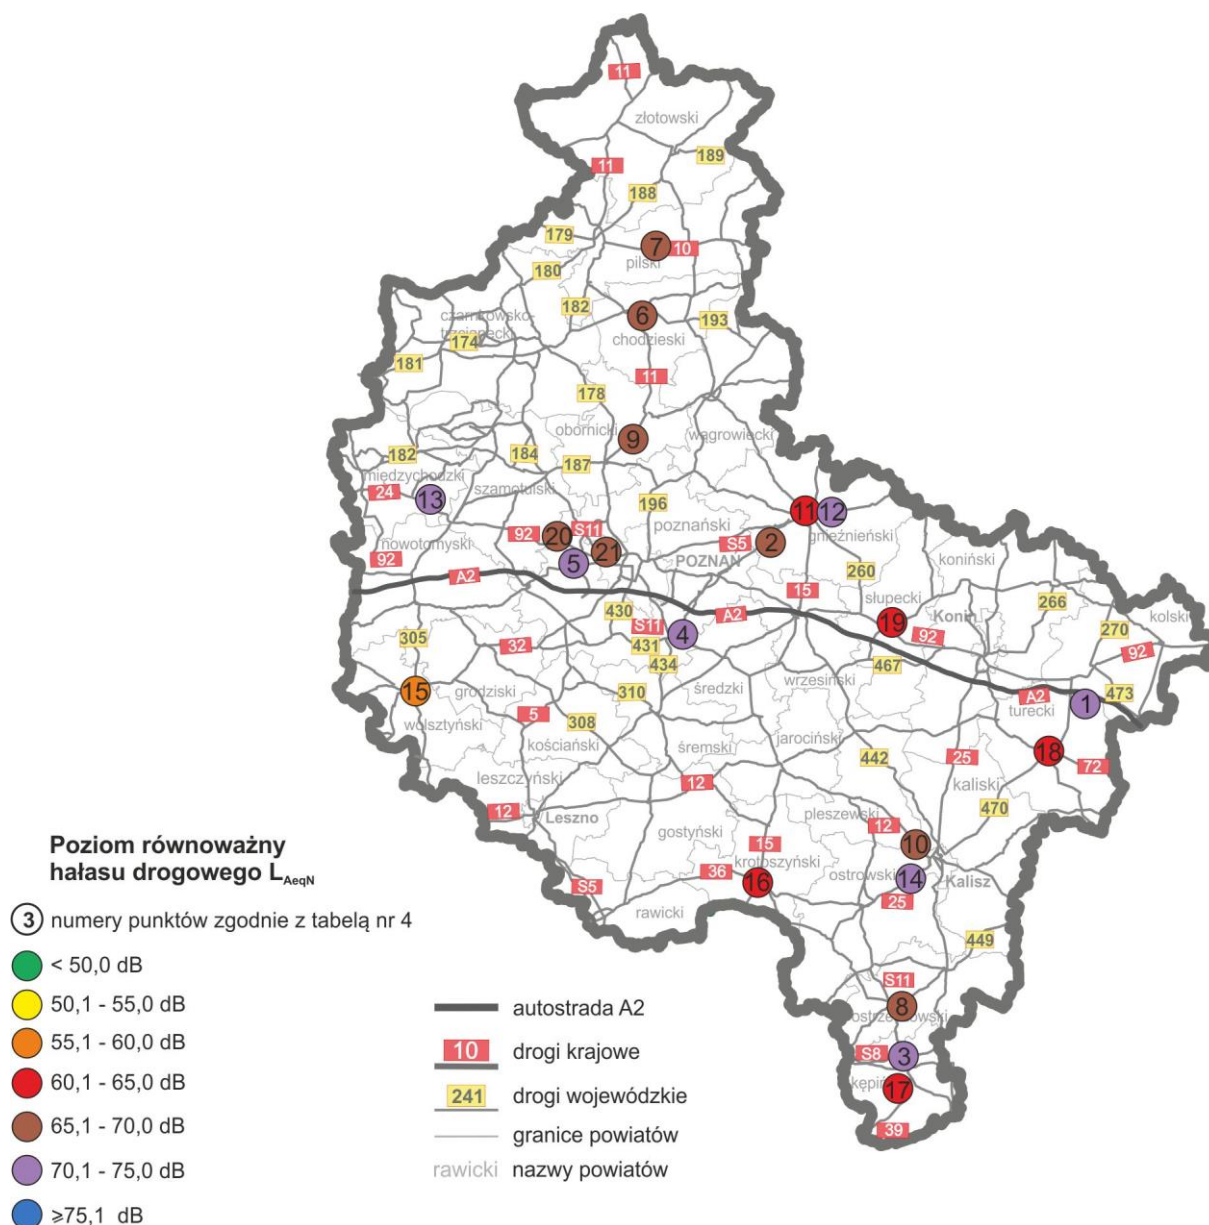 11
złotowski
189
11
188
179
7
10
pilski
180
182
6
193
czarnkowsko-
trzcianecki
chodzieski
174
181
11
178
obornicki
9
wągrowiecki
182
184
187
międzychodzki
24
13
szamotulski
196
11
12
poznański
gnieźnieński
92
20
S11
21
S5
2
nowotomyski
92
5
POZNAŃ
koniński
A2
15
260
słupecki
266
430
S11
4
A2
19
Konin
92
270
kolski
305
32
431
434
92
wrzesiński
467
15
grodziski
310
średzki
A2
1
473
turecki
wolsztyński
5
308
kościański
śremski
jarociński
442
25
18
72
leszczyński
12
kaliski
12
Leszno
470
pleszewski
12
gostyński
15
10
krotoszyński
36
16
ostrowski
14
Kalisz
S5
25
rawicki
449
S11
8
ostrzeszowski
S8
3
17
39
Poziom równoważny
hałasu drogowego LAeqN
3 numery punktów zgodnie z tabelą nr 4
< 50,0 dB
50,1 - 55,0 dB
55,1 - 60,0 dB
60,1 - 65,0 dB
65,1 - 70,0 dB
70,1 - 75,0 dB
⩾75,1 dB
autostrada A2
10 drogi krajowe
241 drogi wojewódzkie
granice powiatów
rawicki nazwy powiatów